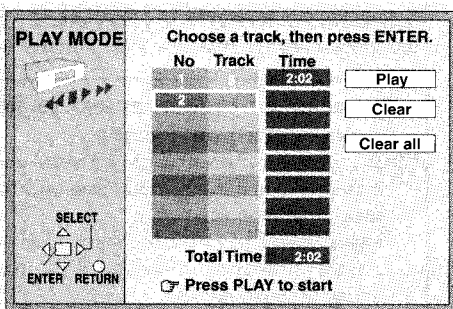 PLAY MODE
Choose a track, then press ENTER.
No Track Time
1 2:02
2
Play
Clear
Clear all
SELECT
ENTER RETURN
Total Time 2:02
☞ Press PLAY to start